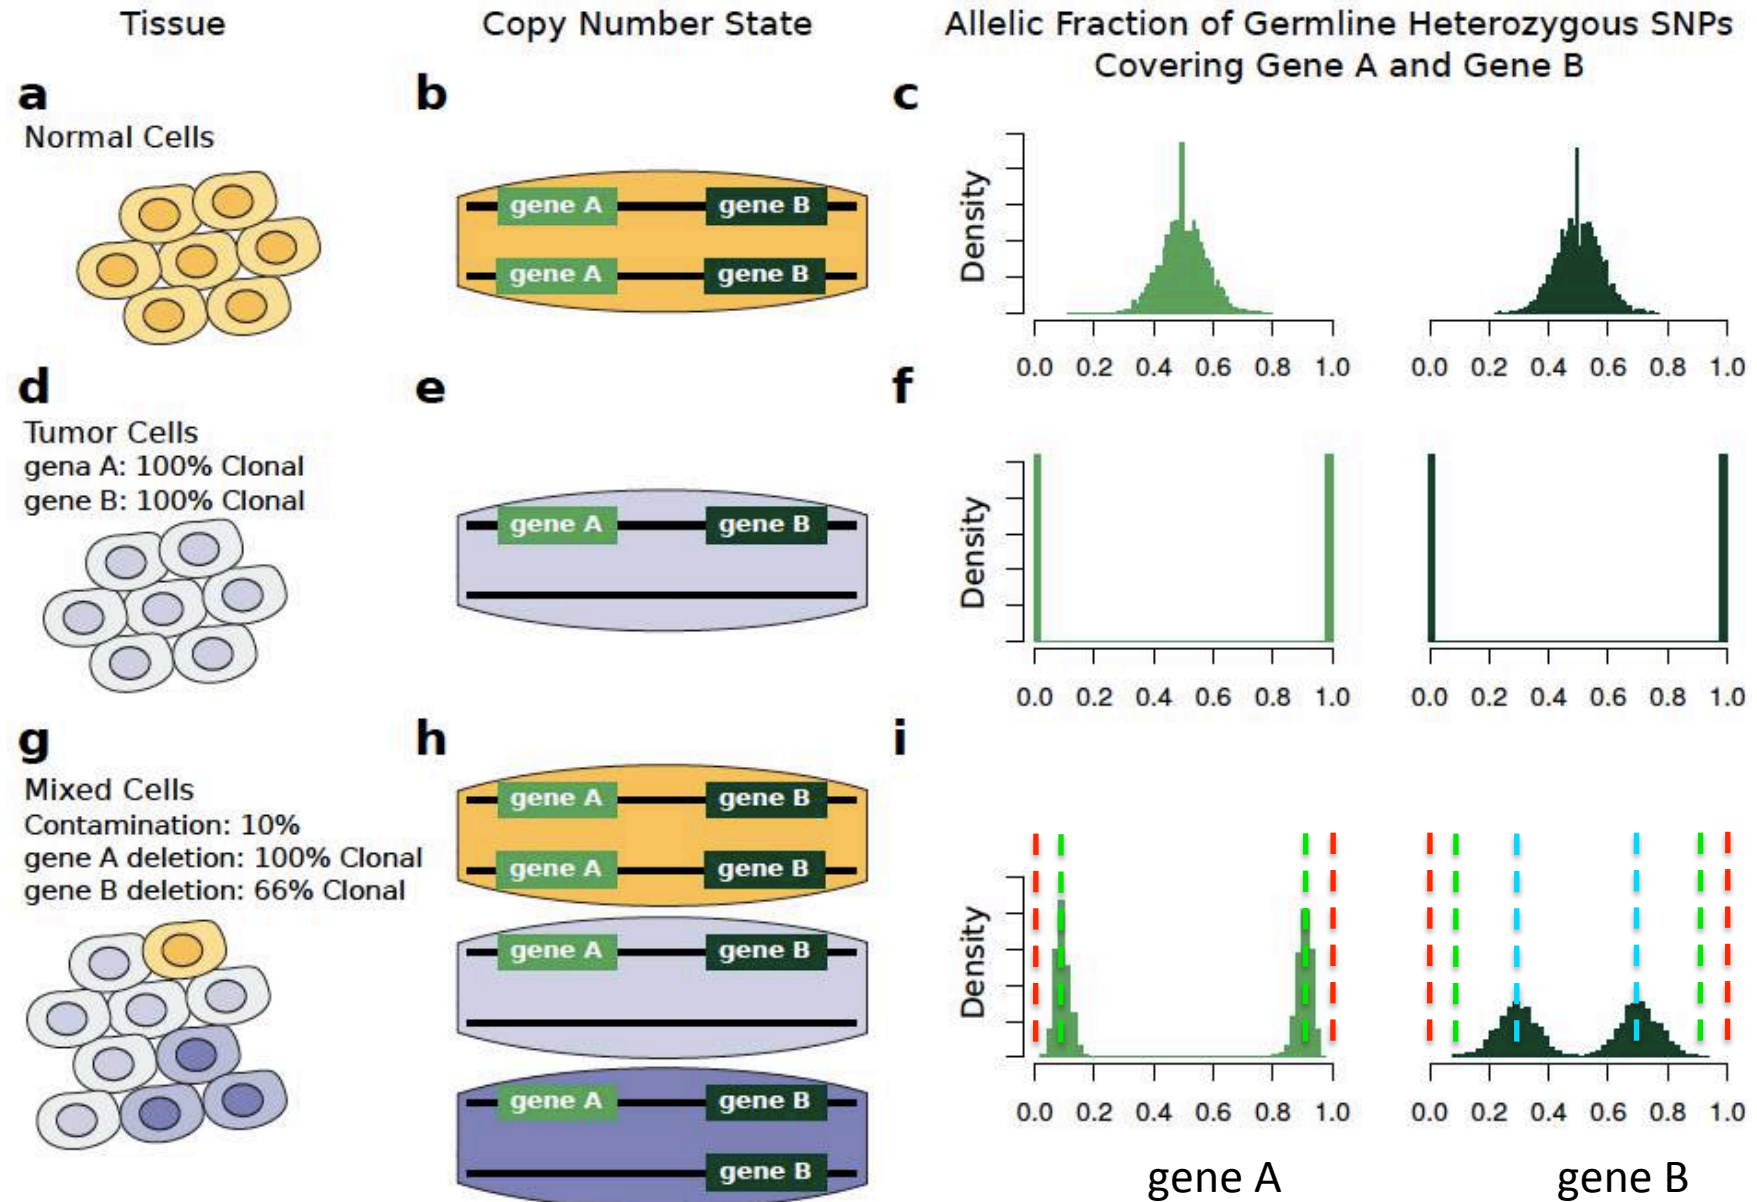 Tissue
Copy Number State
Allelic Fraction of Germline Heterozygous SNPs
Covering Gene A and Gene B
a
Normal Cells
b
gene A gene B
gene A gene B
c
Density
0.0 0.2 0.4 0.6 0.8 1.0
0.0 0.2 0.4 0.6 0.8 1.0
d
Tumor Cells
gena A: 100% Clonal
gene B: 100% Clonal
e
gene A gene B
f
Density
0.0 0.2 0.4 0.6 0.8 1.0
0.0 0.2 0.4 0.6 0.8 1.0
g
Mixed Cells
Contamination: 10%
gene A deletion: 100% Clonal
gene B deletion: 66% Clonal
h
gene A gene B
gene A gene B
gene A gene B
gene A gene B
gene B
i
Density
0.0 0.2 0.4 0.6 0.8 1.0
0.0 0.2 0.4 0.6 0.8 1.0
gene A
gene B